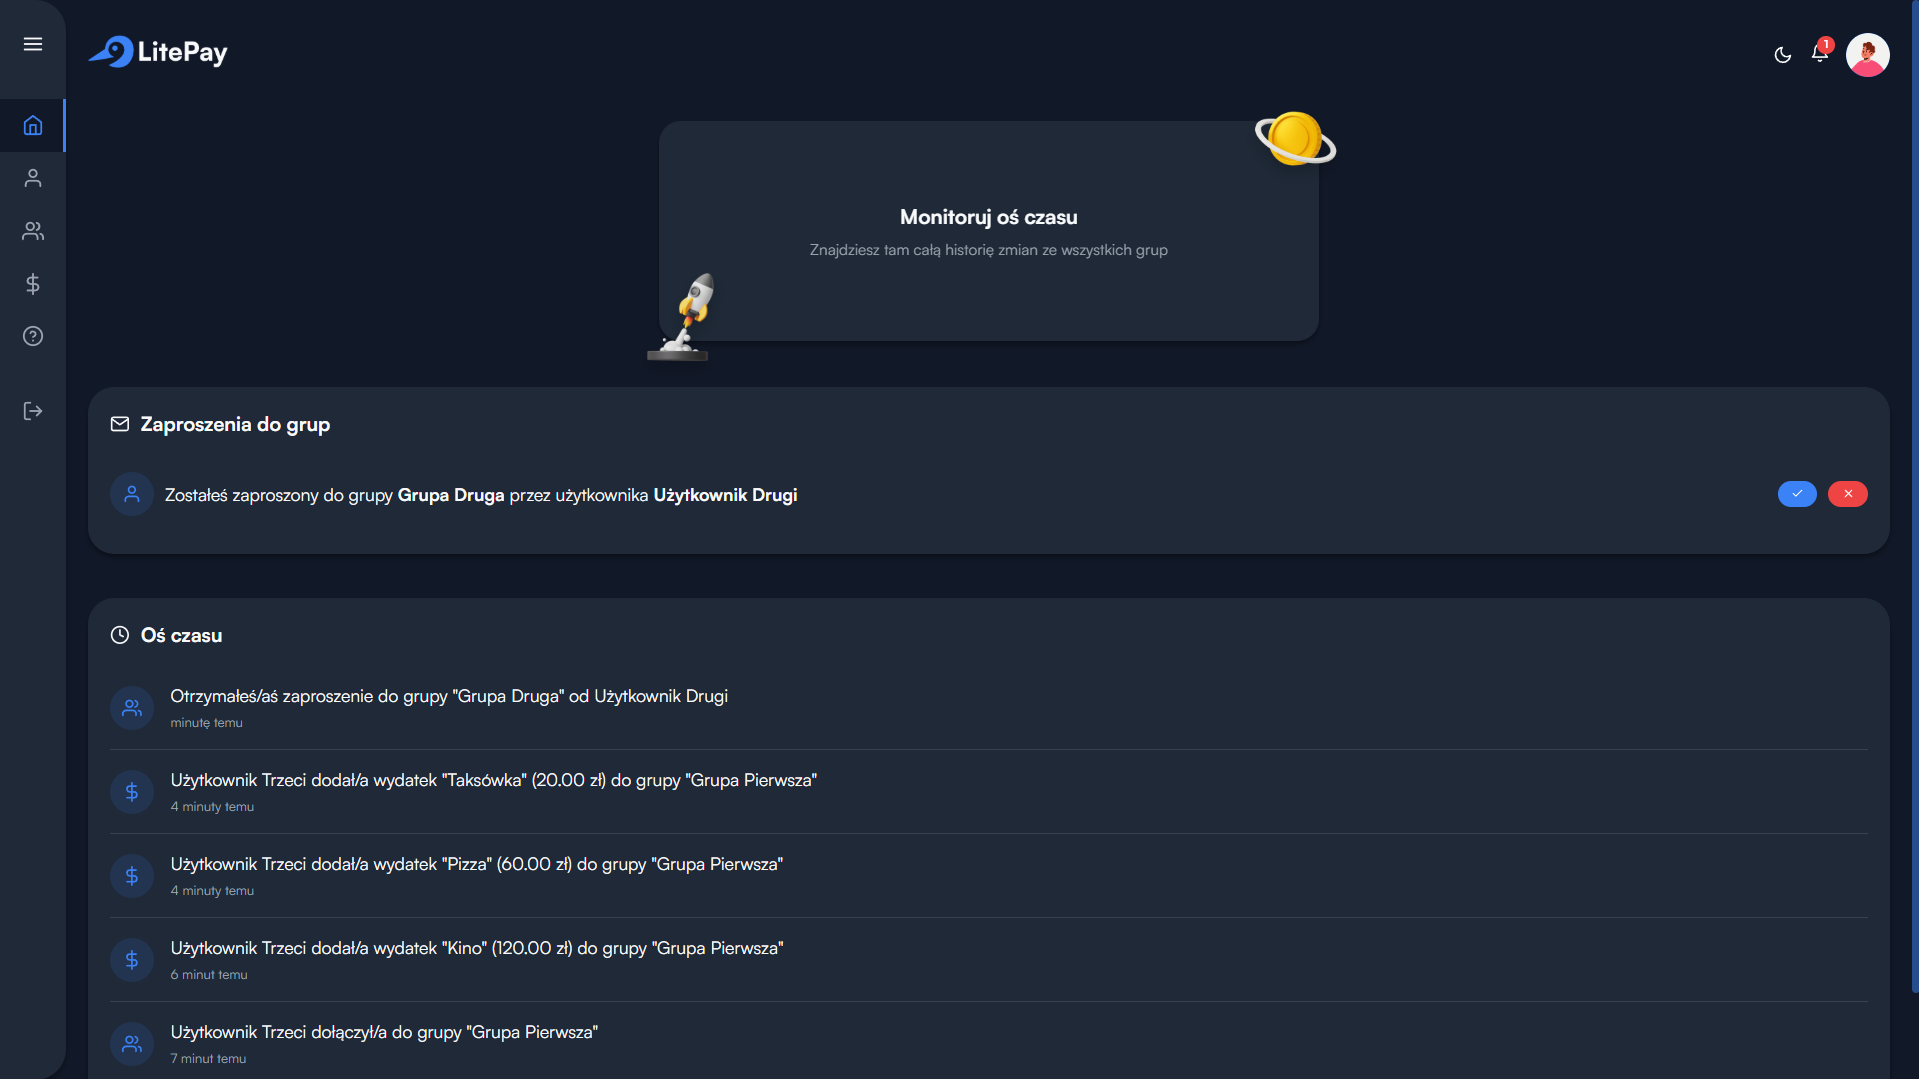 LitePay
1
Monitoruj oś czasu
Znajdziesz tam całą historię zmian ze wszystkich grup
Zaproszenia do grup
Zostałeś zaproszony do grupy Grupa Druga przez użytkownika Użytkownik Drugi
Oś czasu
Otrzymałeś/aś zaproszenie do grupy "Grupa Druga" od Użytkownik Drugi
minutę temu
Użytkownik Trzeci dodał/a wydatek "Taksówka" (20.00 zł) do grupy "Grupa Pierwsza"
4 minuty temu
Użytkownik Trzeci dodał/a wydatek "Pizza" (60.00 zł) do grupy "Grupa Pierwsza"
4 minuty temu
Użytkownik Trzeci dodał/a wydatek "Kino" (120.00 zł) do grupy "Grupa Pierwsza"
6 minut temu
Użytkownik Trzeci dołączył/a do grupy "Grupa Pierwsza"
7 minut temu